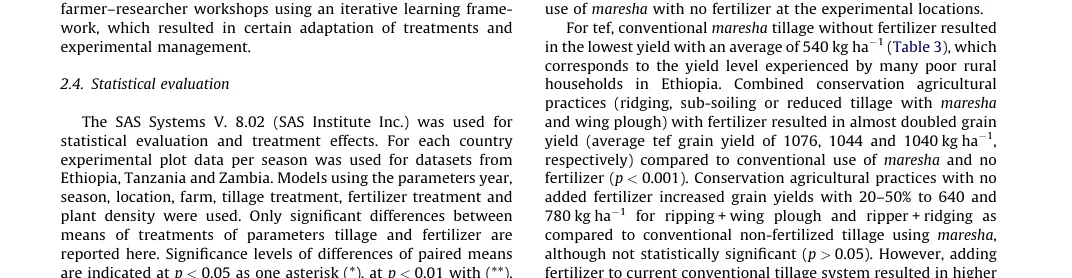 farmer–researcher workshops using an iterative learning frame-
work, which resulted in certain adaptation of treatments and
experimental management.
2.4. Statistical evaluation
The SAS Systems V. 8.02 (SAS Institute Inc.) was used for
statistical evaluation and treatment effects. For each country
experimental plot data per season was used for datasets from
Ethiopia, Tanzania and Zambia. Models using the parameters year,
season, location, farm, tillage treatment, fertilizer treatment and
plant density were used. Only significant differences between
means of treatments of parameters tillage and fertilizer are
reported here. Significance levels of differences of paired means
are indicated at p < 0.05 as one asterisk (*), at p < 0.01 with (**),
use of maresha with no fertilizer at the experimental locations.
For tef, conventional maresha tillage without fertilizer resulted
in the lowest yield with an average of 540 kg ha⁻¹ (Table 3), which
corresponds to the yield level experienced by many poor rural
households in Ethiopia. Combined conservation agricultural
practices (ridging, sub-soiling or reduced tillage with maresha
and wing plough) with fertilizer resulted in almost doubled grain
yield (average tef grain yield of 1076, 1044 and 1040 kg ha⁻¹,
respectively) compared to conventional use of maresha and no
fertilizer (p < 0.001). Conservation agricultural practices with no
added fertilizer increased grain yields with 20–50% to 640 and
780 kg ha⁻¹ for ripping + wing plough and ripper + ridging as
compared to conventional non-fertilized tillage using maresha,
although not statistically significant (p > 0.05). However, adding
fertilizer to current conventional tillage system resulted in higher